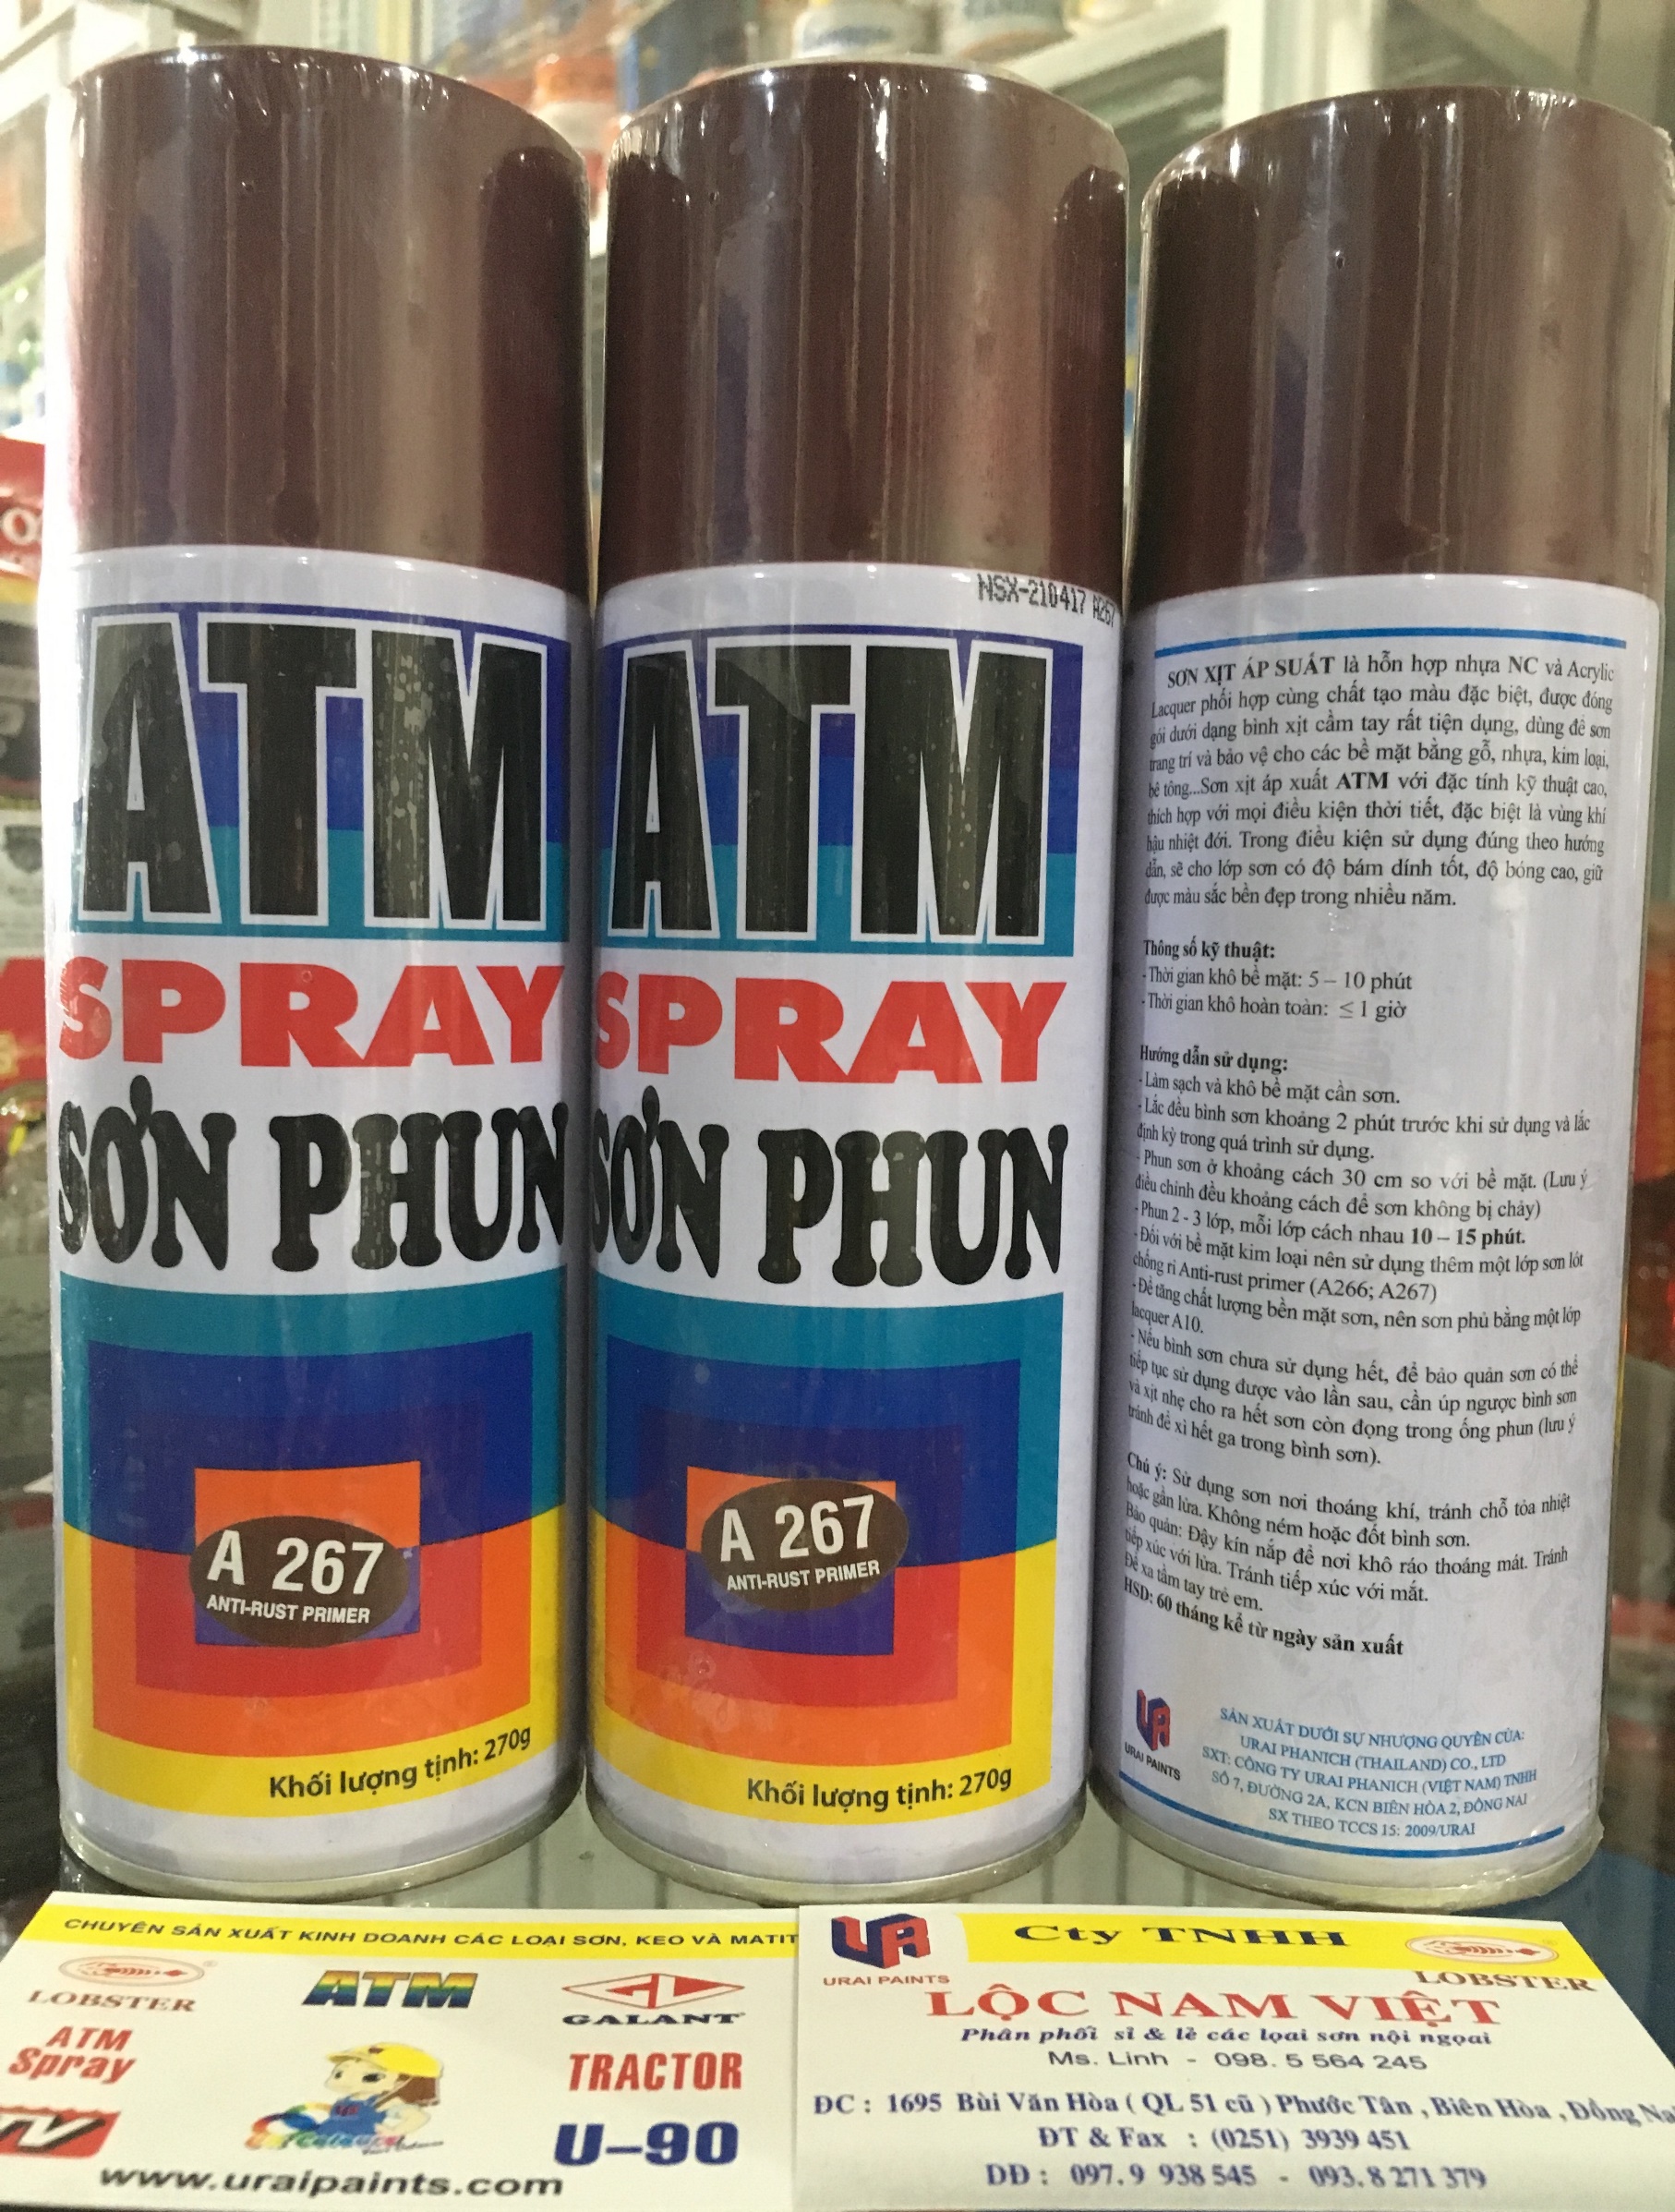 ATM
SPRAY
SƠN PHUN
A 267
ANTI-RUST PRIMER
Khối lượng tịnh: 270g
NSX-210417 A267
ATM
SPRAY
SƠN PHUN
A 267
ANTI-RUST PRIMER
Khối lượng tịnh: 270g
SƠN XỊT ÁP SUẤT là hỗn hợp nhựa NC và Acrylic
Lacquer phối hợp cùng chất tạo màu đặc biệt, được đóng
gói dưới dạng bình xịt cầm tay rất tiện dụng, dùng để sơn
trang trí và bảo vệ cho các bề mặt bằng gỗ, nhựa, kim loại,
bê tông...Sơn xịt áp xuất ATM với đặc tính kỹ thuật cao,
thích hợp với mọi điều kiện thời tiết, đặc biệt là vùng khí
hậu nhiệt đới. Trong điều kiện sử dụng đúng theo hướng
dẫn, sẽ cho lớp sơn có độ bám dính tốt, độ bóng cao, giữ
được màu sắc bền đẹp trong nhiều năm.
Thông số kỹ thuật:
- Thời gian khô bề mặt: 5 – 10 phút
- Thời gian khô hoàn toàn: ≤ 1 giờ
Hướng dẫn sử dụng:
- Làm sạch và khô bề mặt cần sơn.
- Lắc đều bình sơn khoảng 2 phút trước khi sử dụng và lắc
định kỳ trong quá trình sử dụng.
- Phun sơn ở khoảng cách 30 cm so với bề mặt. (Lưu ý
điều chỉnh đều khoảng cách để sơn không bị chảy)
- Phun 2 - 3 lớp, mỗi lớp cách nhau 10 – 15 phút.
- Đối với bề mặt kim loại nên sử dụng thêm một lớp sơn lót
chống rỉ Anti-rust primer (A266; A267)
- Để tăng chất lượng bền mặt sơn, nên sơn phủ bằng một lớp
lacquer A10.
- Nếu bình sơn chưa sử dụng hết, để bảo quản sơn có thể
tiếp tục sử dụng được vào lần sau, cần úp ngược bình sơn
và xịt nhẹ cho ra hết sơn còn đọng trong ống phun (lưu ý
tránh để xì hết ga trong bình sơn).
Chú ý: Sử dụng sơn nơi thoáng khí, tránh chỗ tỏa nhiệt
hoặc gần lửa. Không ném hoặc đốt bình sơn.
Bảo quản: Đậy kín nắp để nơi khô ráo thoáng mát. Tránh
tiếp xúc với lửa. Tránh tiếp xúc với mắt.
Để xa tầm tay trẻ em.
HSD: 60 tháng kể từ ngày sản xuất
URAI PAINTS
SẢN XUẤT DƯỚI SỰ NHƯỢNG QUYỀN CỦA:
URAI PHANICH (THAILAND) CO., LTD
SXT: CÔNG TY URAI PHANICH (VIỆT NAM) TNHH
SỐ 7, ĐƯỜNG 2A, KCN BIÊN HÒA 2, ĐỒNG NAI
SX THEO TCCS 15: 2009/URAI
CHUYÊN SẢN XUẤT KINH DOANH CÁC LOẠI SƠN, KEO VÀ MATIT
LOBSTER
ATM
GALANT
ATM
Spray
TRACTOR
TV
U-90
www.uraipaints.com
URAI PAINTS
Cty TNHH
LOBSTER
LỘC NAM VIỆT
Phân phối sỉ & lẻ các loại sơn nội ngoại
Ms. Linh - 098. 5 564 245
ĐC : 1695 Bùi Văn Hòa ( QL 51 cũ ) Phước Tân , Biên Hòa , Đồng Na
ĐT & Fax : (0251) 3939 451
DĐ : 097. 9 938 545 - 093. 8 271 379